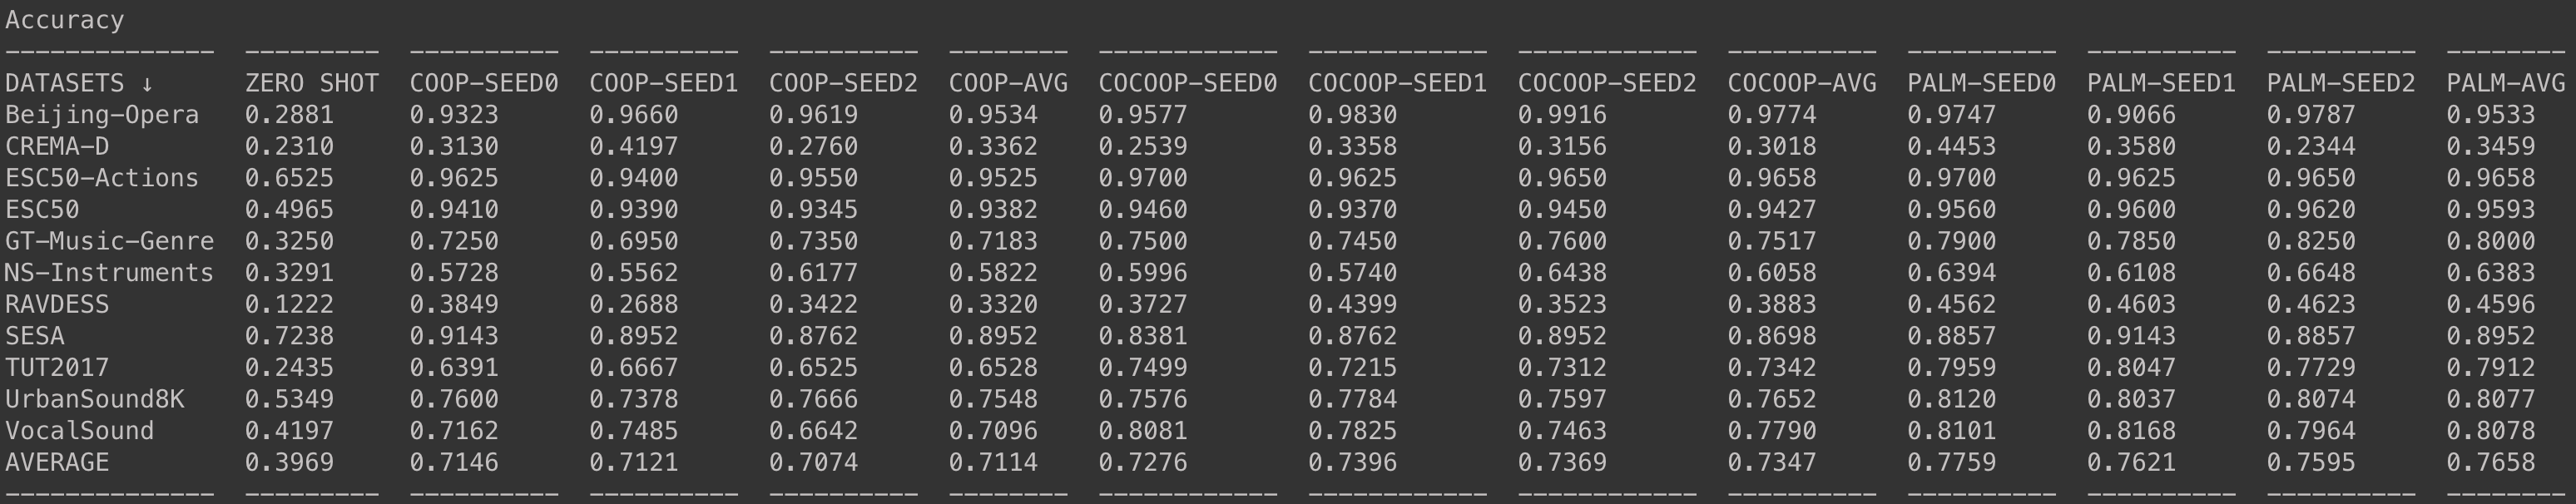 Accuracy
--------------  ---------  ----------  ----------  ----------  --------  ------------  ------------  ------------  ----------  ----------  ----------  ----------  --------
DATASETS ↓      ZERO SHOT  COOP-SEED0  COOP-SEED1  COOP-SEED2  COOP-AVG  COCOOP-SEED0  COCOOP-SEED1  COCOOP-SEED2  COCOOP-AVG  PALM-SEED0  PALM-SEED1  PALM-SEED2  PALM-AVG
Beijing-Opera   0.2881     0.9323      0.9660      0.9619      0.9534    0.9577        0.9830        0.9916        0.9774      0.9747      0.9066      0.9787      0.9533
CREMA-D         0.2310     0.3130      0.4197      0.2760      0.3362    0.2539        0.3358        0.3156        0.3018      0.4453      0.3580      0.2344      0.3459
ESC50-Actions   0.6525     0.9625      0.9400      0.9550      0.9525    0.9700        0.9625        0.9650        0.9658      0.9700      0.9625      0.9650      0.9658
ESC50           0.4965     0.9410      0.9390      0.9345      0.9382    0.9460        0.9370        0.9450        0.9427      0.9560      0.9600      0.9620      0.9593
GT-Music-Genre  0.3250     0.7250      0.6950      0.7350      0.7183    0.7500        0.7450        0.7600        0.7517      0.7900      0.7850      0.8250      0.8000
NS-Instruments  0.3291     0.5728      0.5562      0.6177      0.5822    0.5996        0.5740        0.6438        0.6058      0.6394      0.6108      0.6648      0.6383
RAVDESS         0.1222     0.3849      0.2688      0.3422      0.3320    0.3727        0.4399        0.3523        0.3883      0.4562      0.4603      0.4623      0.4596
SESA            0.7238     0.9143      0.8952      0.8762      0.8952    0.8381        0.8762        0.8952        0.8698      0.8857      0.9143      0.8857      0.8952
TUT2017         0.2435     0.6391      0.6667      0.6525      0.6528    0.7499        0.7215        0.7312        0.7342      0.7959      0.8047      0.7729      0.7912
UrbanSound8K    0.5349     0.7600      0.7378      0.7666      0.7548    0.7576        0.7784        0.7597        0.7652      0.8120      0.8037      0.8074      0.8077
VocalSound      0.4197     0.7162      0.7485      0.6642      0.7096    0.8081        0.7825        0.7463        0.7790      0.8101      0.8168      0.7964      0.8078
AVERAGE         0.3969     0.7146      0.7121      0.7074      0.7114    0.7276        0.7396        0.7369        0.7347      0.7759      0.7621      0.7595      0.7658
--------------  ---------  ----------  ----------  ----------  --------  ------------  ------------  ------------  ----------  ----------  ----------  ----------  --------